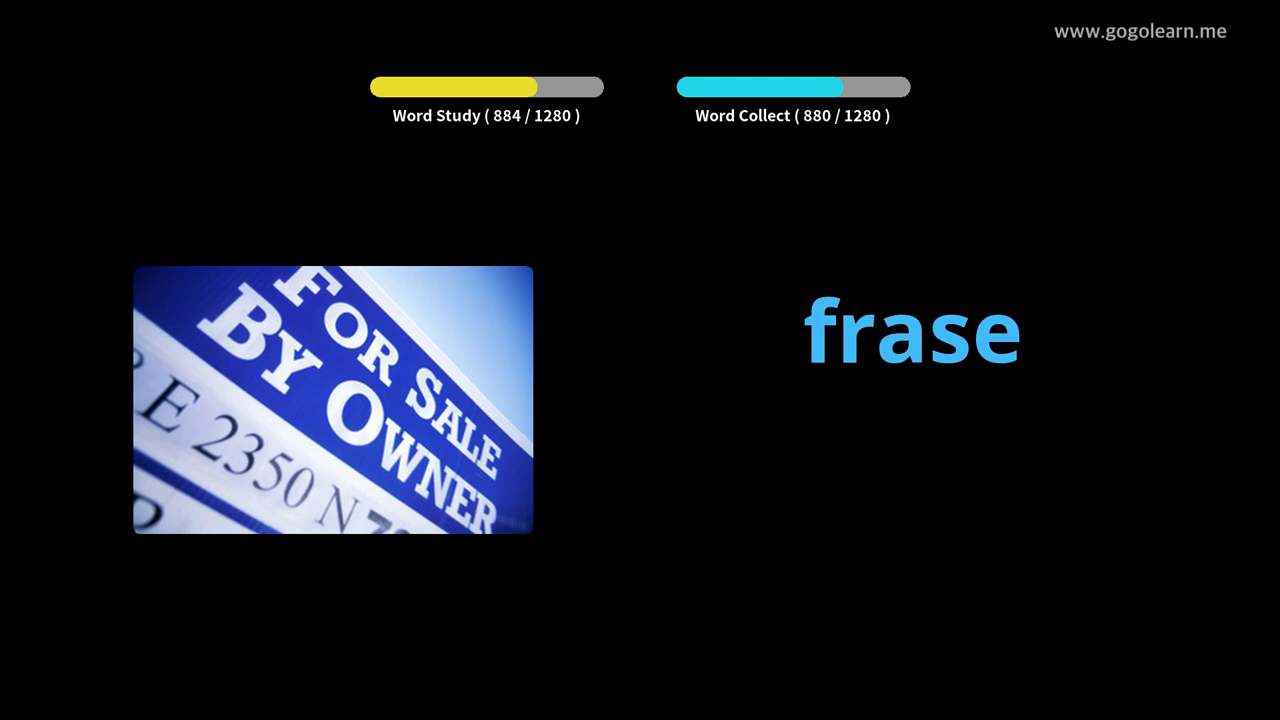 www.gogolearn.me
Word Study ( 884 / 1280 )
Word Collect ( 880 / 1280 )
FOR SALE
BY OWNER
E 2350 N
frase